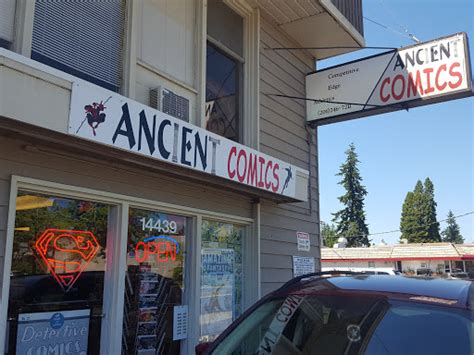 ANCIENT COMICS
ANCIENT
COMICS
Competitive
Edge
14439
OPEN
Detective
COMICS